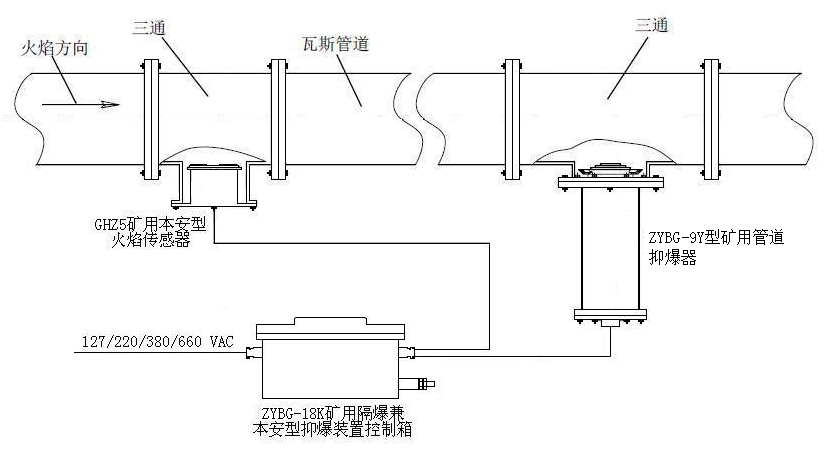 三通
火焰方向
瓦斯管道
三通
GHZ5矿用本安型
火焰传感器
ZYBG-9Y型矿用管道
抑爆器
127/220/380/660 VAC
ZYBG-18K矿用隔爆兼
本安型抑爆装置控制箱